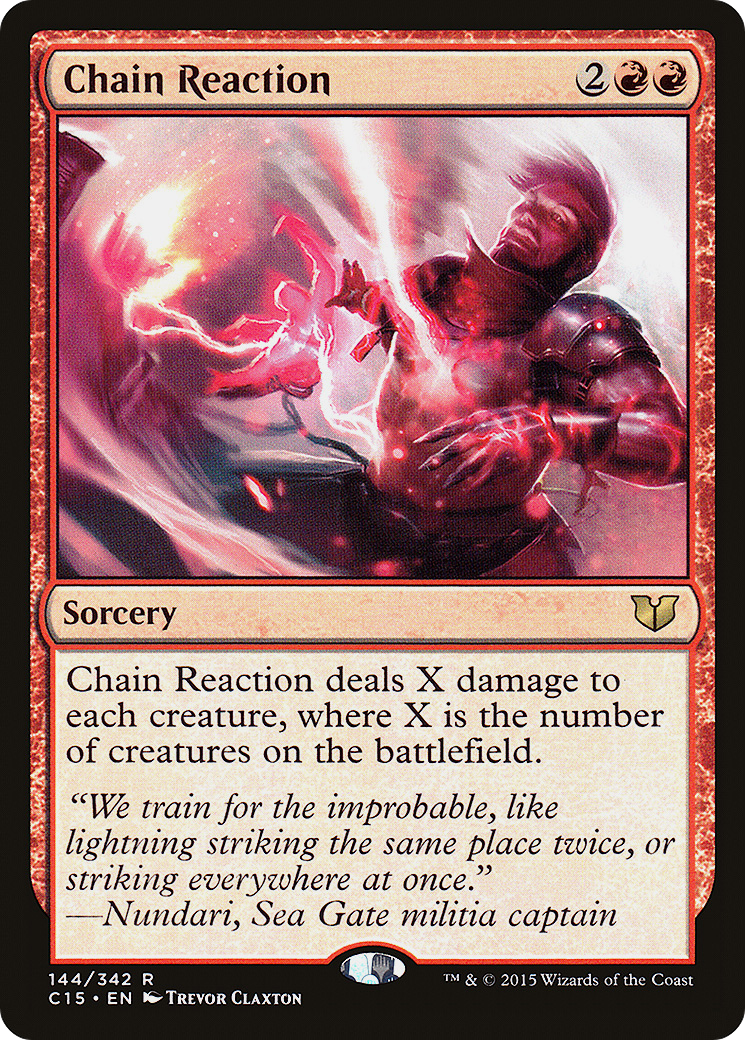 Chain Reaction 2
Sorcery
Chain Reaction deals X damage to
each creature, where X is the number
of creatures on the battlefield.
“We train for the improbable, like
lightning striking the same place twice, or
striking everywhere at once.”
—Nundari, Sea Gate militia captain
144/342 R
C15 • EN Trevor Claxton
™ & © 2015 Wizards of the Coast